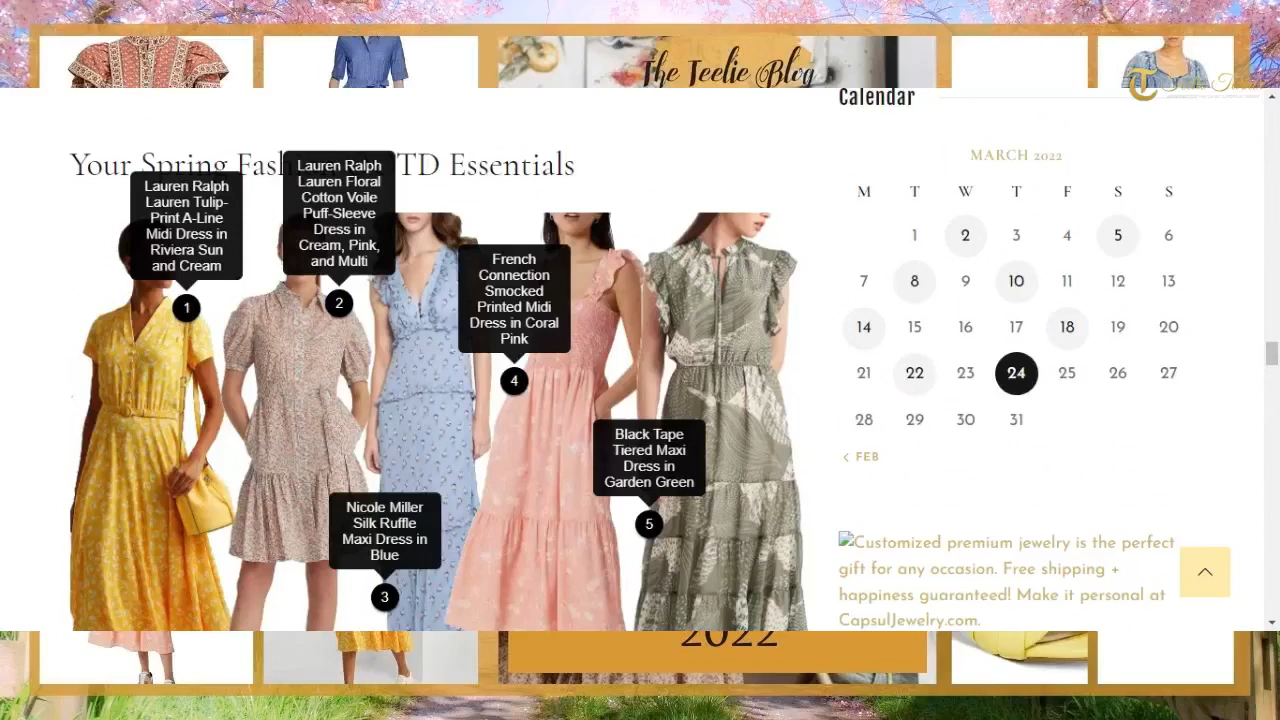 The Teelie Blog
Calendar
Your Spring Fash TD Essentials
Lauren Ralph
Lauren Tulip-
Print A-Line
Midi Dress in
Riviera Sun
and Cream
1
Lauren Ralph
Lauren Floral
Cotton Voile
Puff-Sleeve
Dress in
Cream, Pink,
and Multi
2
French
Connection
Smocked
Printed Midi
Dress in Coral
Pink
4
Black Tape
Tiered Maxi
Dress in
Garden Green
5
Nicole Miller
Silk Ruffle
Maxi Dress in
Blue
3
MARCH 2022
M T W T F S S
1 2 3 4 5 6
7 8 9 10 11 12 13
14 15 16 17 18 19 20
21 22 23 24 25 26 27
28 29 30 31
< FEB
Customized premium jewelry is the perfect
gift for any occasion. Free shipping +
happiness guaranteed! Make it personal at
CapsulJewelry.com.
2022